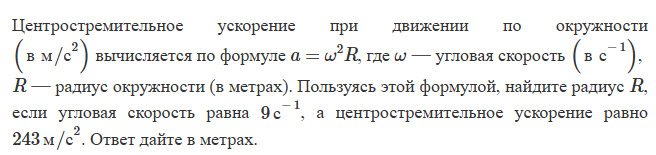 Центростремительное ускорение при движении по окружности
(в м/с²) вычисляется по формуле a = ω²R, где ω — угловая скорость (в с⁻¹),
R — радиус окружности (в метрах). Пользуясь этой формулой, найдите радиус R,
если угловая скорость равна 9 с⁻¹, а центростремительное ускорение равно
243 м/с². Ответ дайте в метрах.